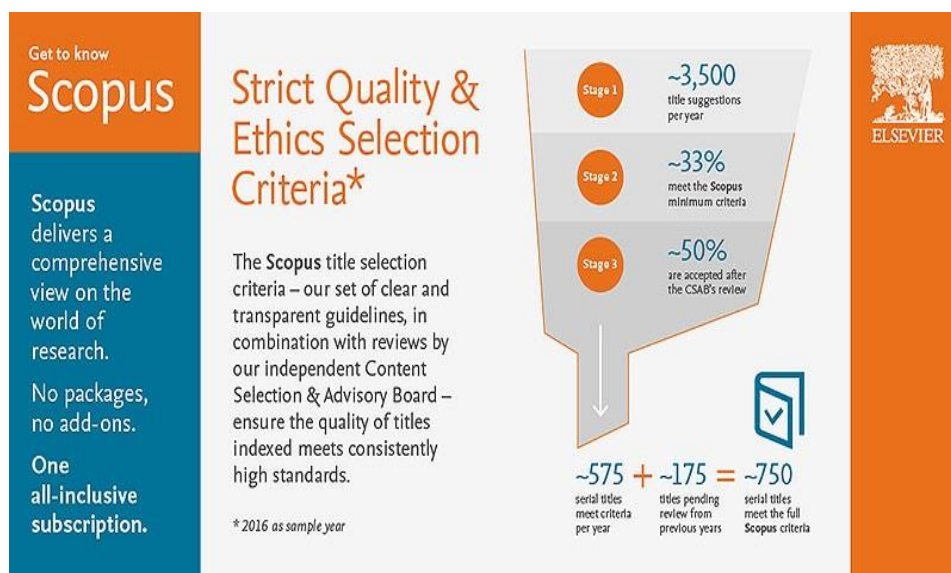 Get to know
Scopus
Scopus
delivers a
comprehensive
view on the
world of
research.
No packages,
no add-ons.
One
all-inclusive
subscription.
Strict Quality &
Ethics Selection
Criteria*
The Scopus title selection
criteria – our set of clear and
transparent guidelines, in
combination with reviews by
our independent Content
Selection & Advisory Board –
ensure the quality of titles
indexed meets consistently
high standards.
* 2016 as sample year
Stage 1
~3,500
title suggestions
per year
Stage 2
~33%
meet the Scopus
minimum criteria
Stage 3
~50%
are accepted after
the CSAB's review
~575 + ~175 = ~750
serial titles
meet criteria
per year
titles pending
review from
previous years
serial titles
meet the full
Scopus criteria
ELSEVIER